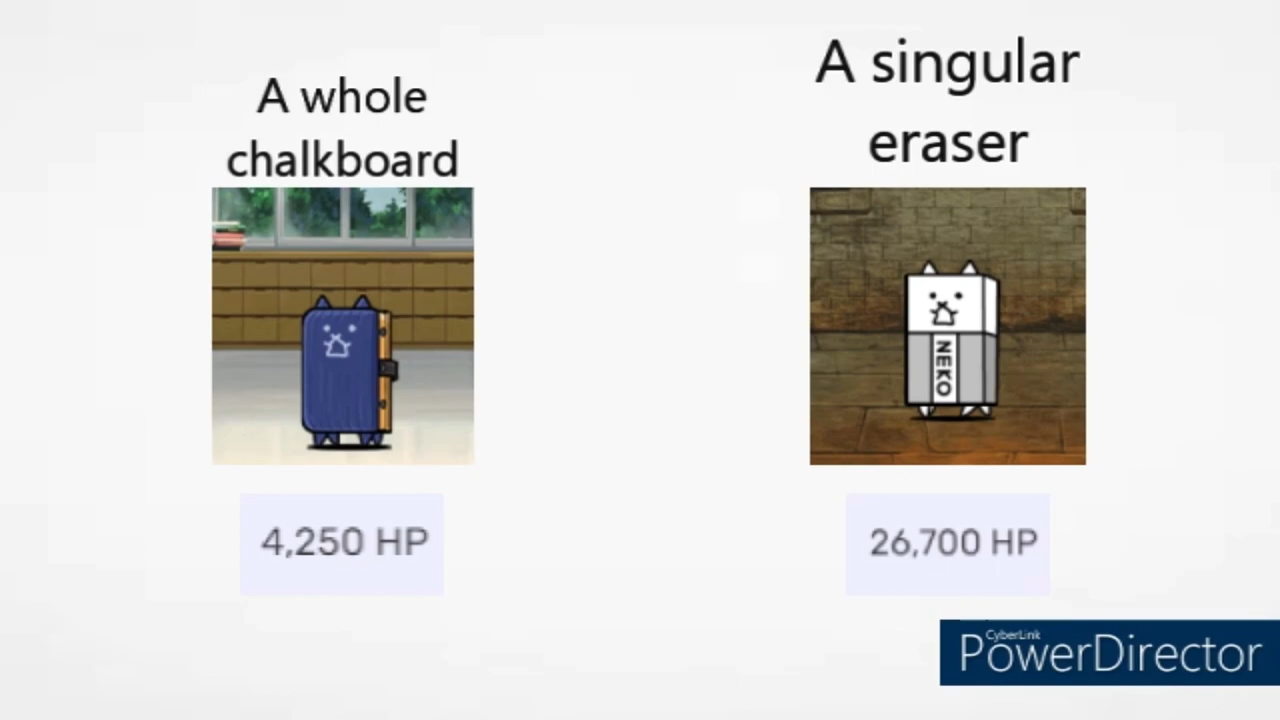 A whole
chalkboard
4,250 HP
A singular
eraser
NEKO
26,700 HP
CyberLink
PowerDirector